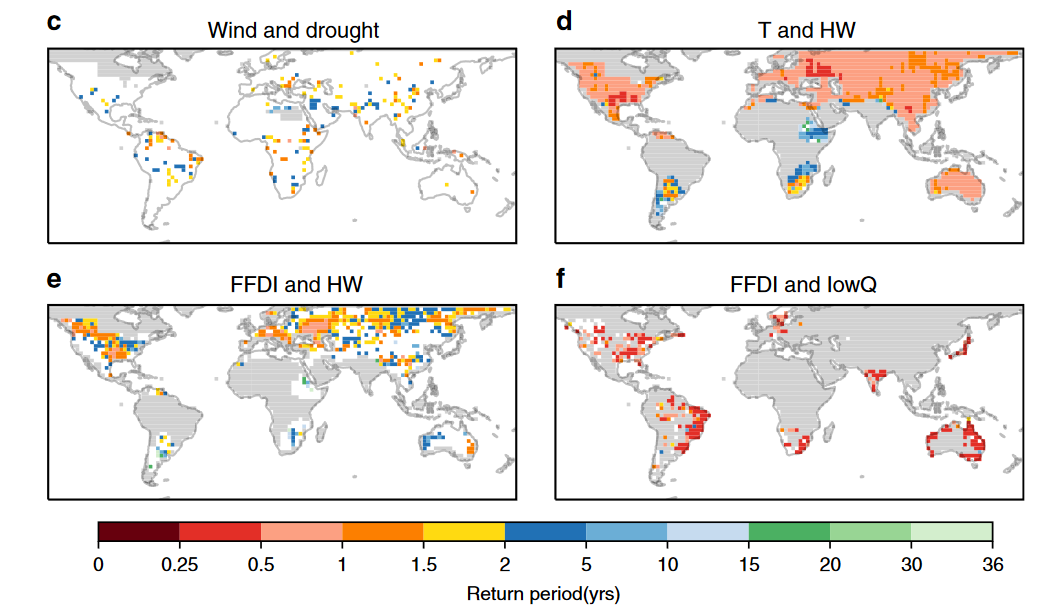 c
Wind and drought
d
T and HW
e
FFDI and HW
f
FFDI and lowQ
0 0.25 0.5 1 1.5 2 5 10 15 20 30 36
Return period(yrs)